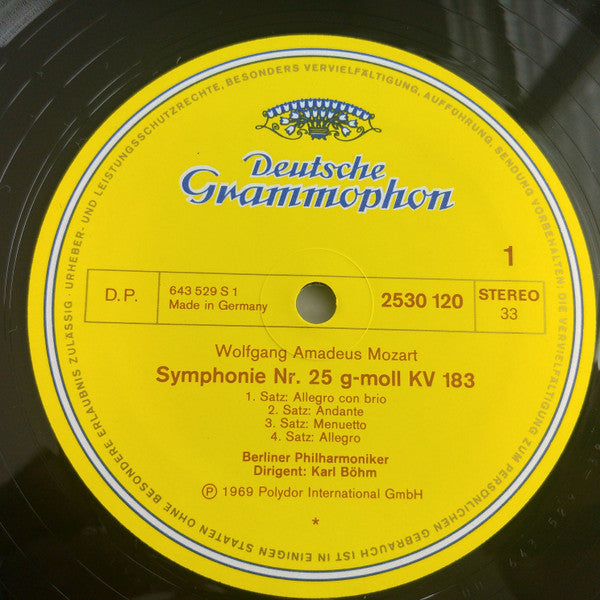 Deutsche
Grammophon
1
D.P.
643 529 S 1
Made in Germany
2530 120
STEREO
33
Wolfgang Amadeus Mozart
Symphonie Nr. 25 g-moll KV 183
1. Satz: Allegro con brio
2. Satz: Andante
3. Satz: Menuetto
4. Satz: Allegro
Berliner Philharmoniker
Dirigent: Karl Böhm
Ⓟ 1969 Polydor International GmbH
*
URHEBER- UND LEISTUNGSSCHUTZRECHTE, BESONDERS VERVIELFÄLTIGUNG, AUFFÜHRUNG, SENDUNG VORBEHALTEN! DIE VERVIELFÄLTIGUNG ZUM PERSÖNLICHEN GEBRAUCH IST IN EINIGEN STAATEN OHNE BESONDERE ERLAUBNIS ZULÄSSIG ·